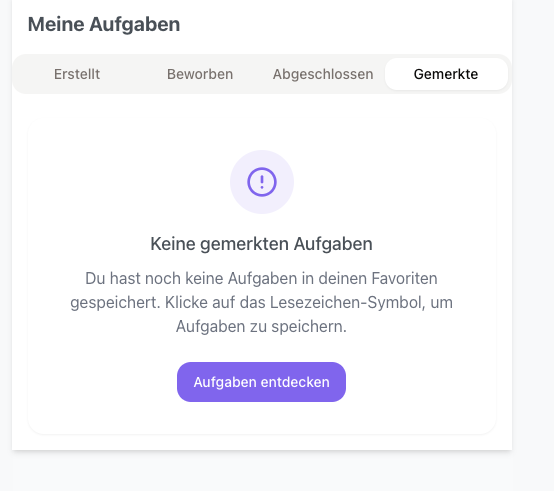 Meine Aufgaben
Erstellt Beworben Abgeschlossen Gemerkte
Keine gemerkten Aufgaben
Du hast noch keine Aufgaben in deinen Favoriten
gespeichert. Klicke auf das Lesezeichen-Symbol, um
Aufgaben zu speichern.
Aufgaben entdecken